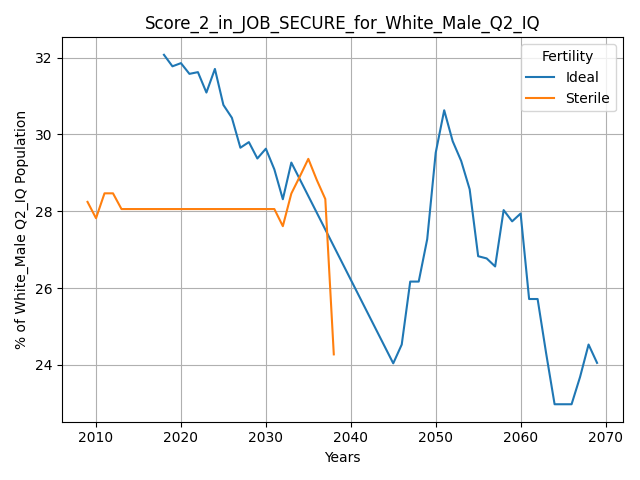 Score_2_in_JOB_SECURE_for_White_Male_Q2_IQ
Fertility
Ideal
Sterile
% of White_Male Q2_IQ Population
32
30
28
26
24
2010 2020 2030 2040 2050 2060 2070
Years